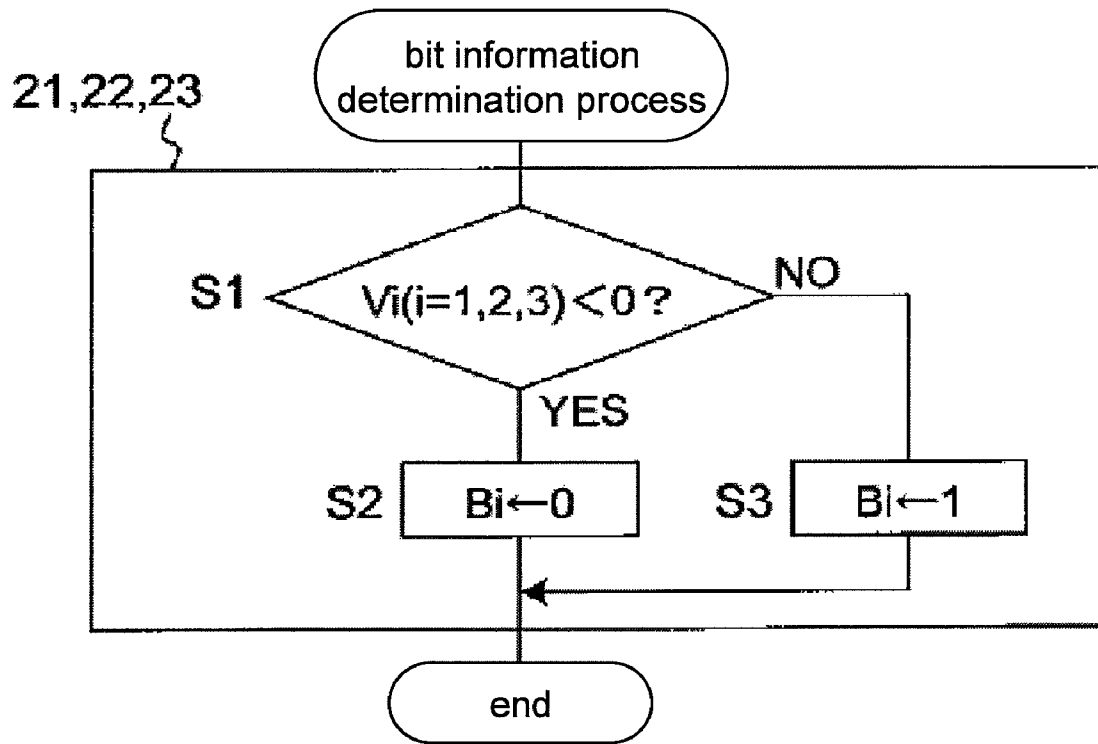 bit information
determination process
21,22,23
S1
Vi(i=1,2,3)<0?
NO
YES
S2
Bi←0
S3
Bi←1
end